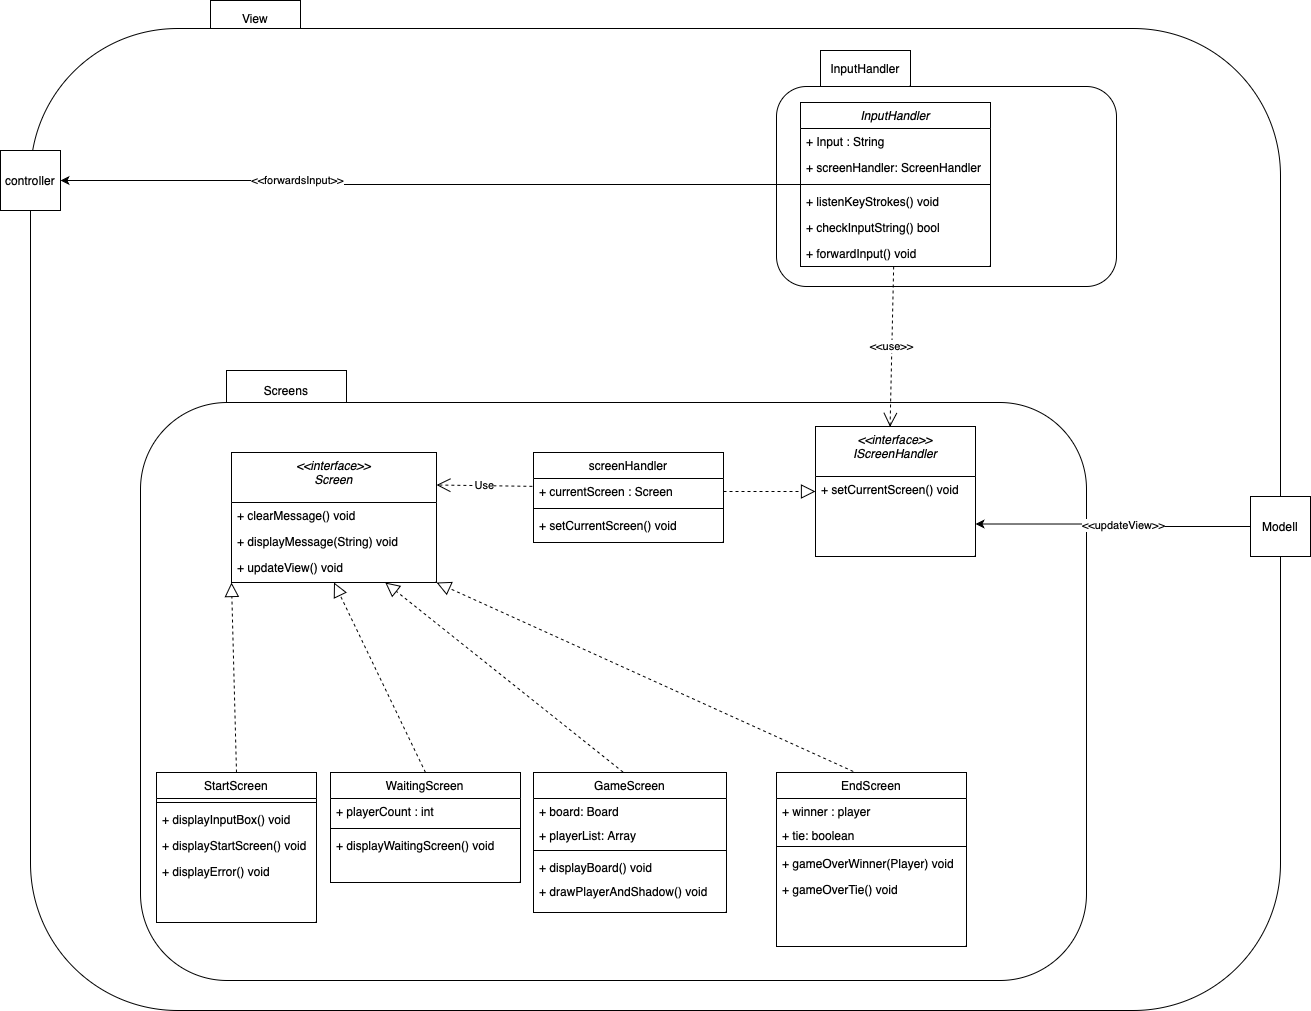 View
InputHandler
InputHandler
+ Input : String
+ screenHandler: ScreenHandler
+ listenKeyStrokes() void
+ checkInputString() bool
+ forwardInput() void
controller
<<forwardsInput>>
<<use>>
Screens
<<interface>>
Screen
+ clearMessage() void
+ displayMessage(String) void
+ updateView() void
Use
screenHandler
+ currentScreen : Screen
+ setCurrentScreen() void
<<interface>>
IScreenHandler
+ setCurrentScreen() void
<<updateView>>
Modell
StartScreen
+ displayInputBox() void
+ displayStartScreen() void
+ displayError() void
WaitingScreen
+ playerCount : int
+ displayWaitingScreen() void
GameScreen
+ board: Board
+ playerList: Array
+ displayBoard() void
+ drawPlayerAndShadow() void
EndScreen
+ winner : player
+ tie: boolean
+ gameOverWinner(Player) void
+ gameOverTie() void